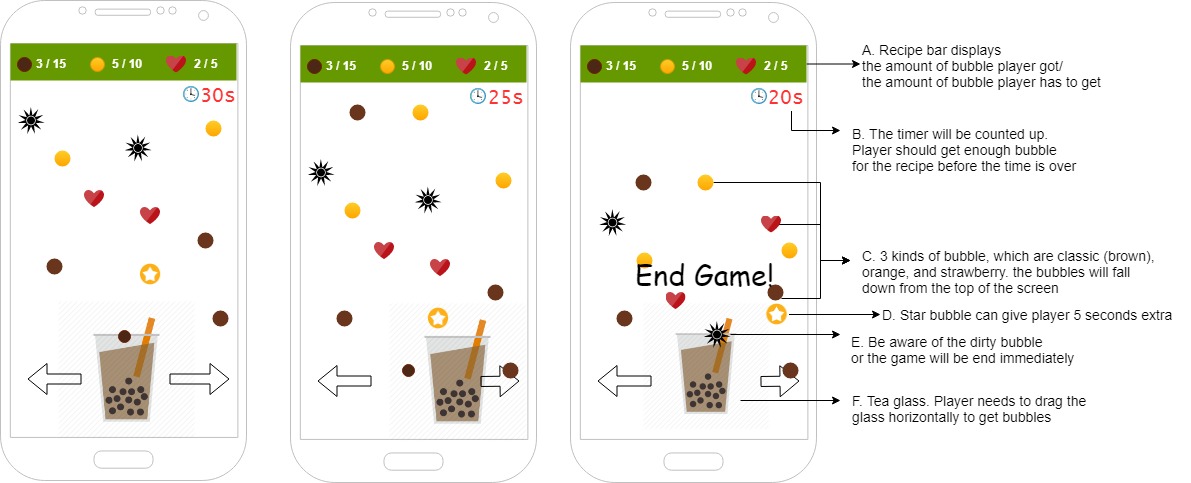 3 / 15 5 / 10 2 / 5
30s
3 / 15 5 / 10 2 / 5
25s
3 / 15 5 / 10 2 / 5
20s
End Game!
A. Recipe bar displays
the amount of bubble player got/
the amount of bubble player has to get
B. The timer will be counted up.
Player should get enough bubble
for the recipe before the time is over
C. 3 kinds of bubble, which are classic (brown),
orange, and strawberry. the bubbles will fall
down from the top of the screen
D. Star bubble can give player 5 seconds extra
E. Be aware of the dirty bubble
or the game will be end immediately
F. Tea glass. Player needs to drag the
glass horizontally to get bubbles